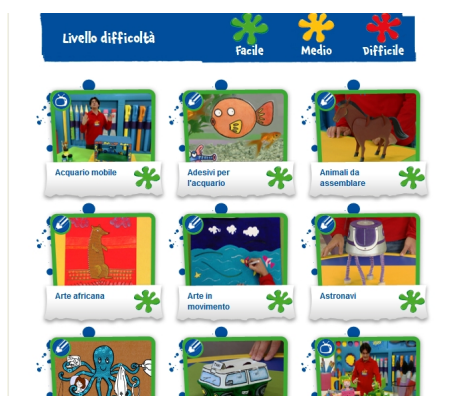 Livello difficoltà
Facile
Medio
Difficile
Acquario mobile
Adesivi per
l'acquario
Animali da
assemblare
Arte africana
Arte in
movimento
Astronavi